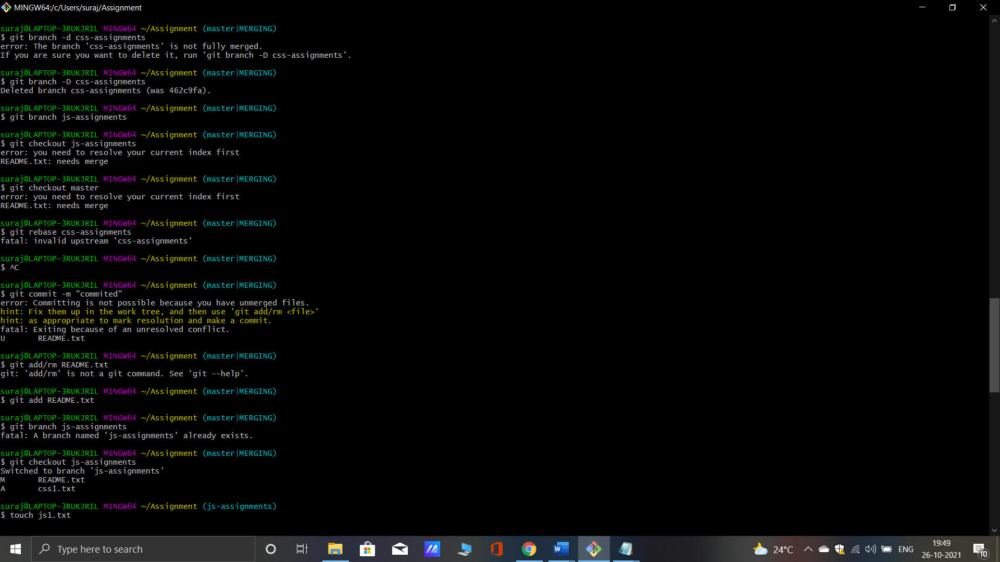 MINGW64:/c/Users/suraj/Assignment
suraj@LAPTOP-3RUKJRIL MINGW64 ~/Assignment (master|MERGING)
$ git branch -d css-assignments
error: The branch 'css-assignments' is not fully merged.
If you are sure you want to delete it, run 'git branch -D css-assignments'.
suraj@LAPTOP-3RUKJRIL MINGW64 ~/Assignment (master|MERGING)
$ git branch -D css-assignments
Deleted branch css-assignments (was 462c9fa).
suraj@LAPTOP-3RUKJRIL MINGW64 ~/Assignment (master|MERGING)
$ git branch js-assignments
suraj@LAPTOP-3RUKJRIL MINGW64 ~/Assignment (master|MERGING)
$ git checkout js-assignments
error: you need to resolve your current index first
README.txt: needs merge
suraj@LAPTOP-3RUKJRIL MINGW64 ~/Assignment (master|MERGING)
$ git checkout master
error: you need to resolve your current index first
README.txt: needs merge
suraj@LAPTOP-3RUKJRIL MINGW64 ~/Assignment (master|MERGING)
$ git rebase css-assignments
fatal: invalid upstream 'css-assignments'
suraj@LAPTOP-3RUKJRIL MINGW64 ~/Assignment (master|MERGING)
$ ^C
suraj@LAPTOP-3RUKJRIL MINGW64 ~/Assignment (master|MERGING)
$ git commit -m "commited"
error: Committing is not possible because you have unmerged files.
hint: Fix them up in the work tree, and then use 'git add/rm <file>'
hint: as appropriate to mark resolution and make a commit.
fatal: Exiting because of an unresolved conflict.
U README.txt
suraj@LAPTOP-3RUKJRIL MINGW64 ~/Assignment (master|MERGING)
$ git add/rm README.txt
git: 'add/rm' is not a git command. See 'git --help'.
suraj@LAPTOP-3RUKJRIL MINGW64 ~/Assignment (master|MERGING)
$ git add README.txt
suraj@LAPTOP-3RUKJRIL MINGW64 ~/Assignment (master|MERGING)
$ git branch js-assignments
fatal: A branch named 'js-assignments' already exists.
suraj@LAPTOP-3RUKJRIL MINGW64 ~/Assignment (master|MERGING)
$ git checkout js-assignments
Switched to branch 'js-assignments'
M README.txt
A css1.txt
suraj@LAPTOP-3RUKJRIL MINGW64 ~/Assignment (js-assignments)
$ touch js1.txt
Type here to search
24°C
ENG
19:49
26-10-2021
10